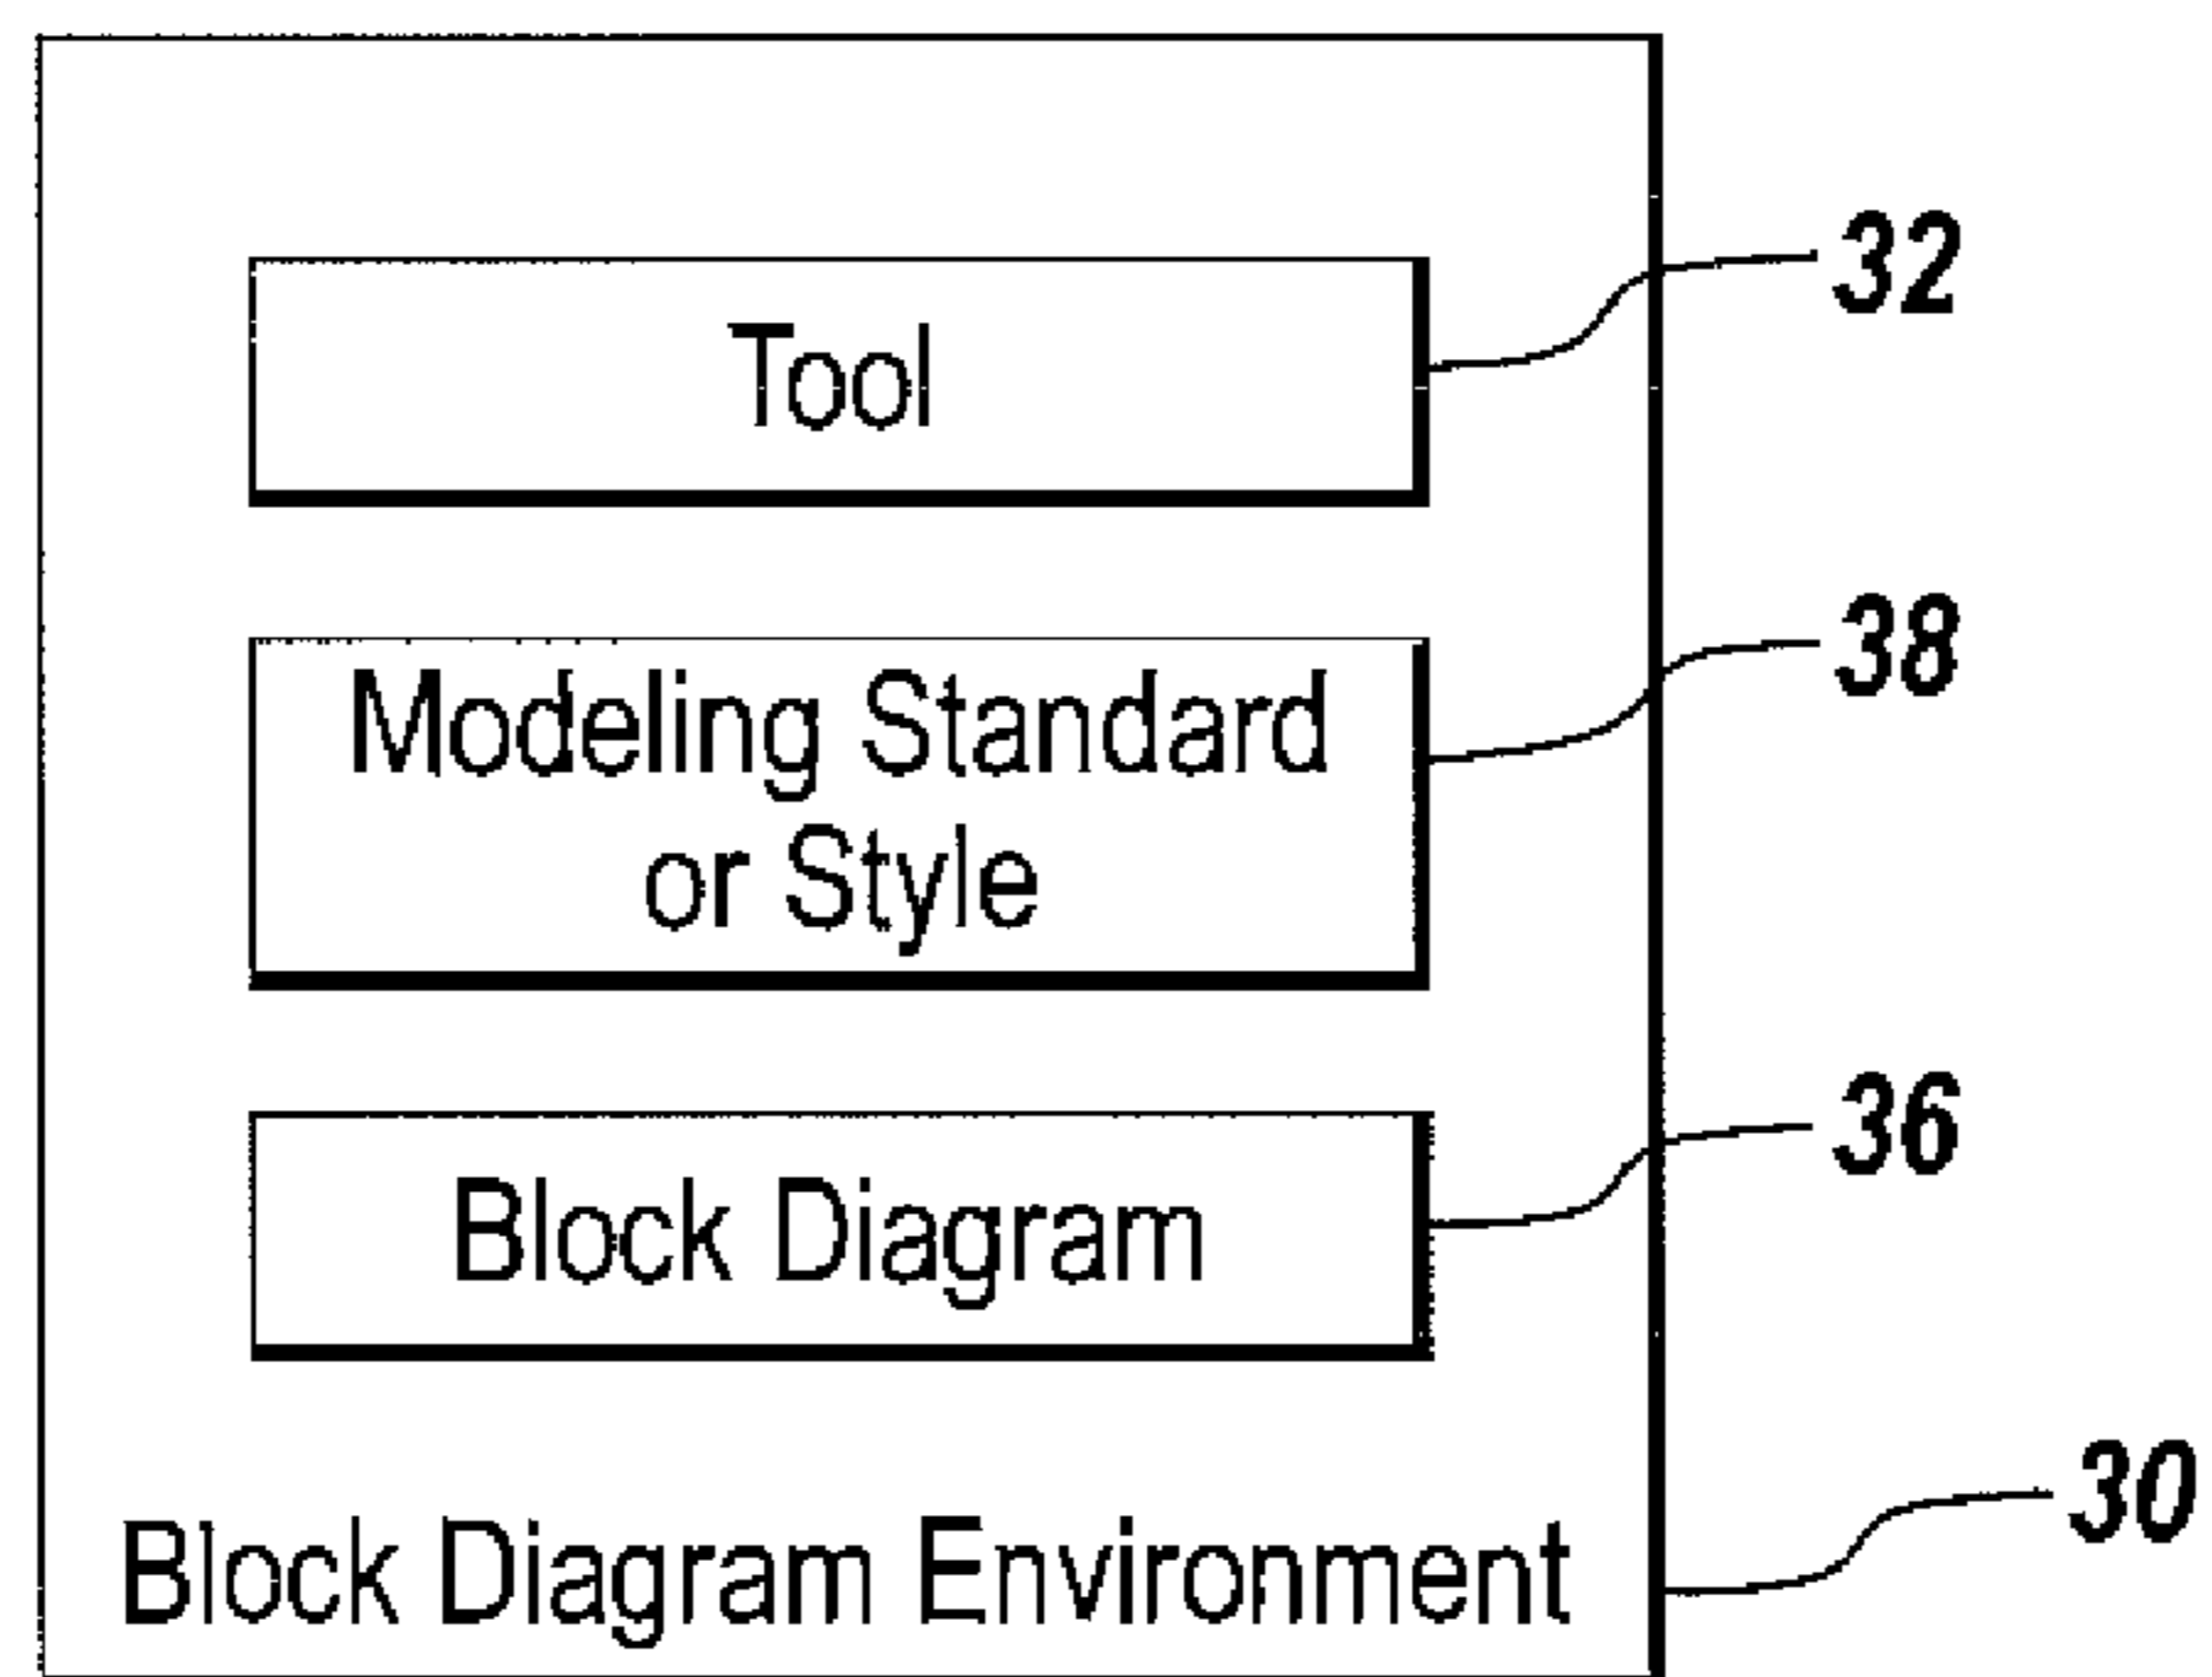 Tool
32
Modeling Standard
or Style
38
Block Diagram
36
Block Diagram Environment
30